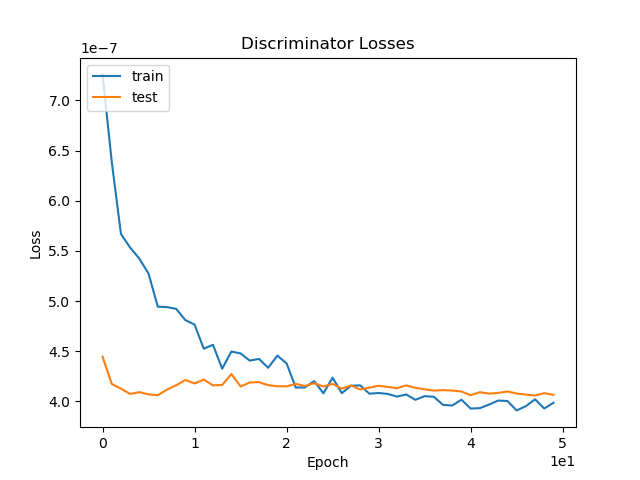 Discriminator Losses
1e−7
train
test
7.0
6.5
6.0
5.5
5.0
4.5
4.0
Loss
0
1
2
3
4
5
1e1
Epoch